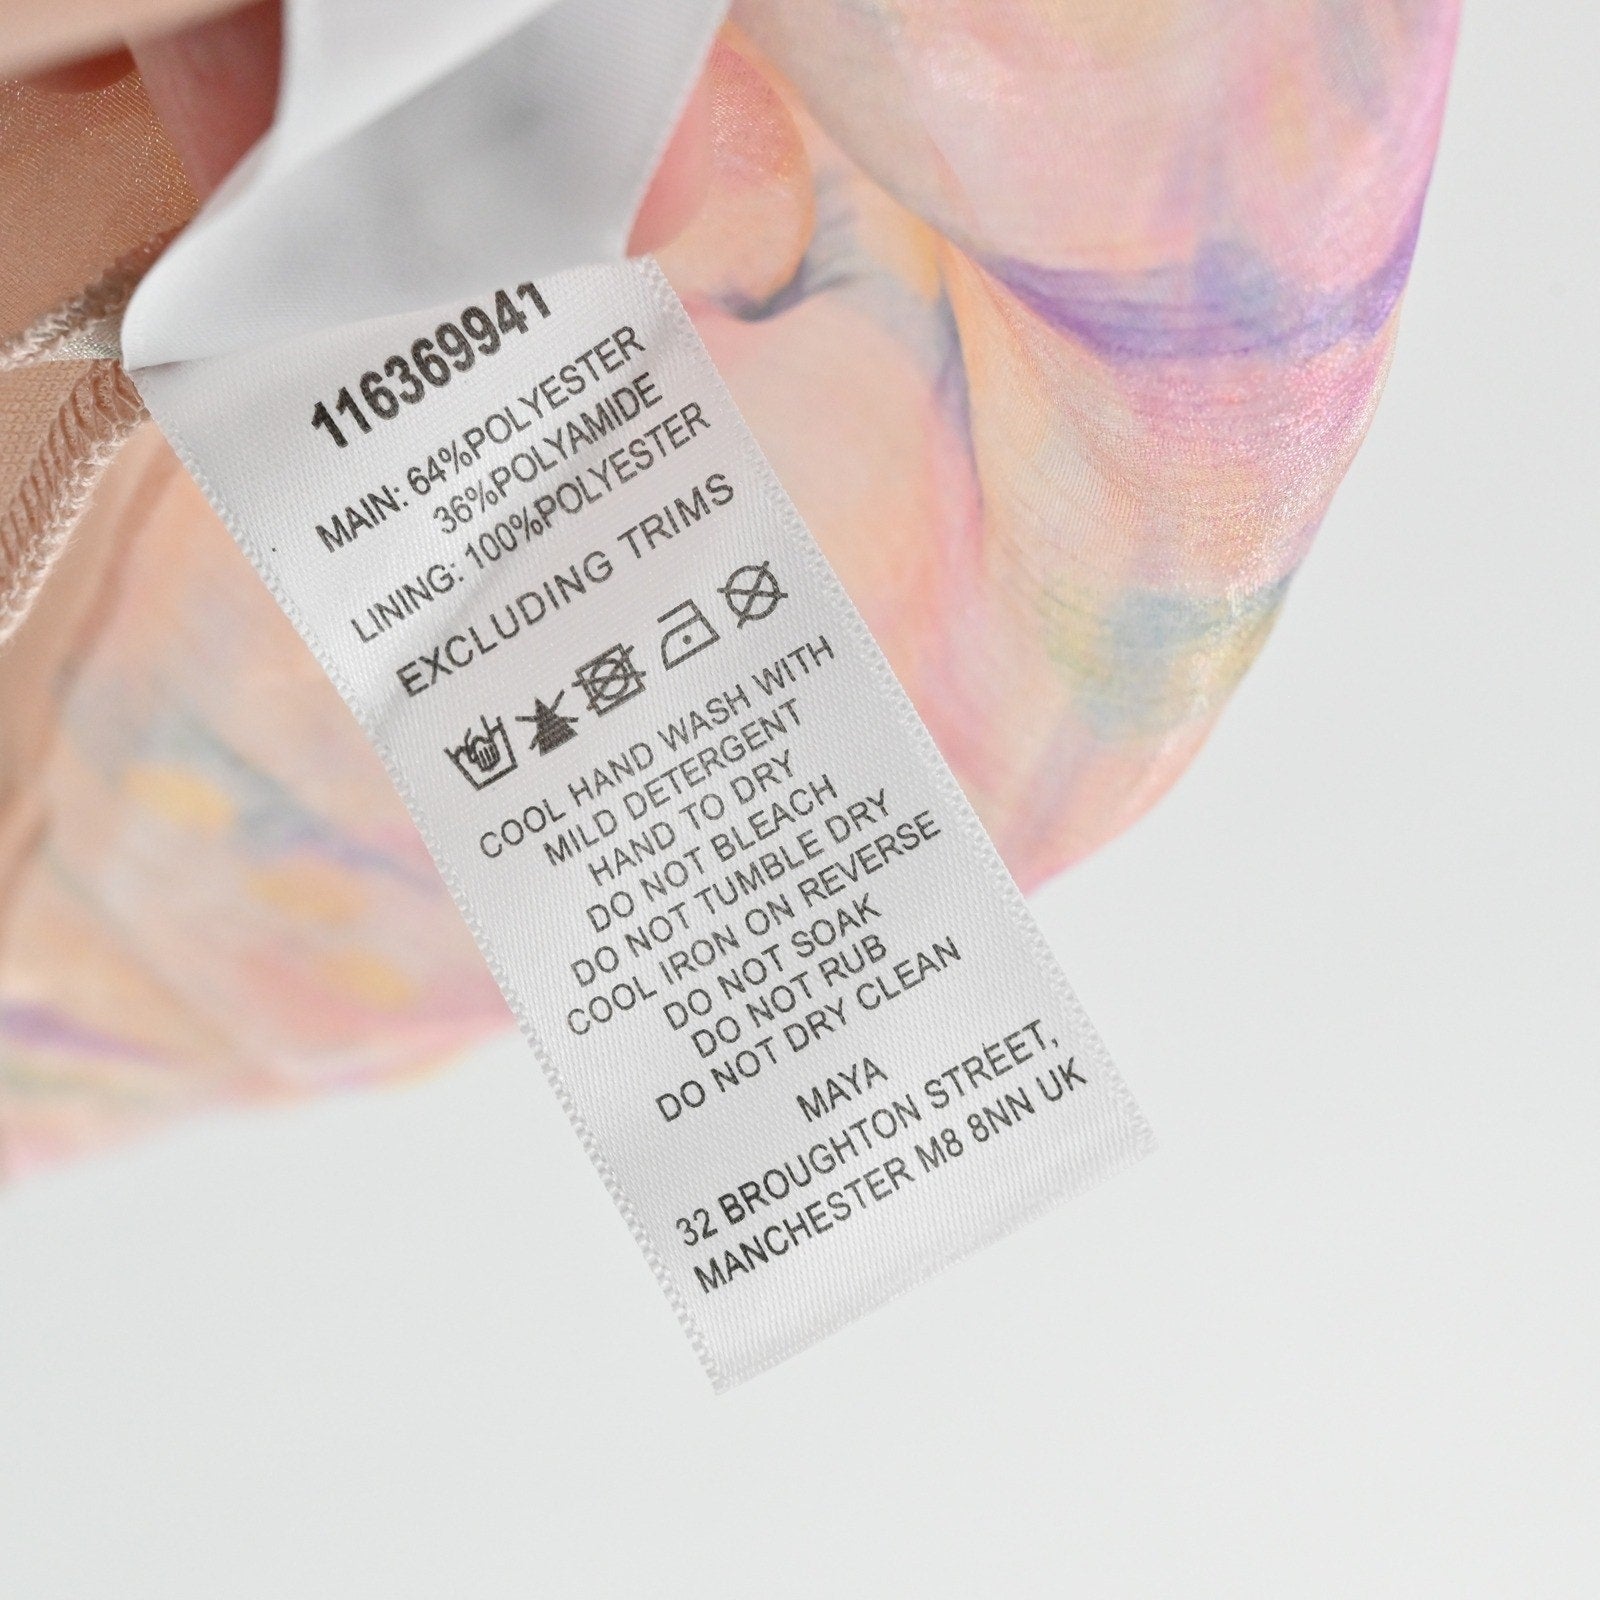 116369941
MAIN: 64%POLYESTER
36%POLYAMIDE
LINING: 100%POLYESTER
EXCLUDING TRIMS
COOL HAND WASH WITH
MILD DETERGENT
HAND TO DRY
DO NOT BLEACH
DO NOT TUMBLE DRY
COOL IRON ON REVERSE
DO NOT SOAK
DO NOT RUB
DO NOT DRY CLEAN
MAYA
32 BROUGHTON STREET,
MANCHESTER M8 8NN UK